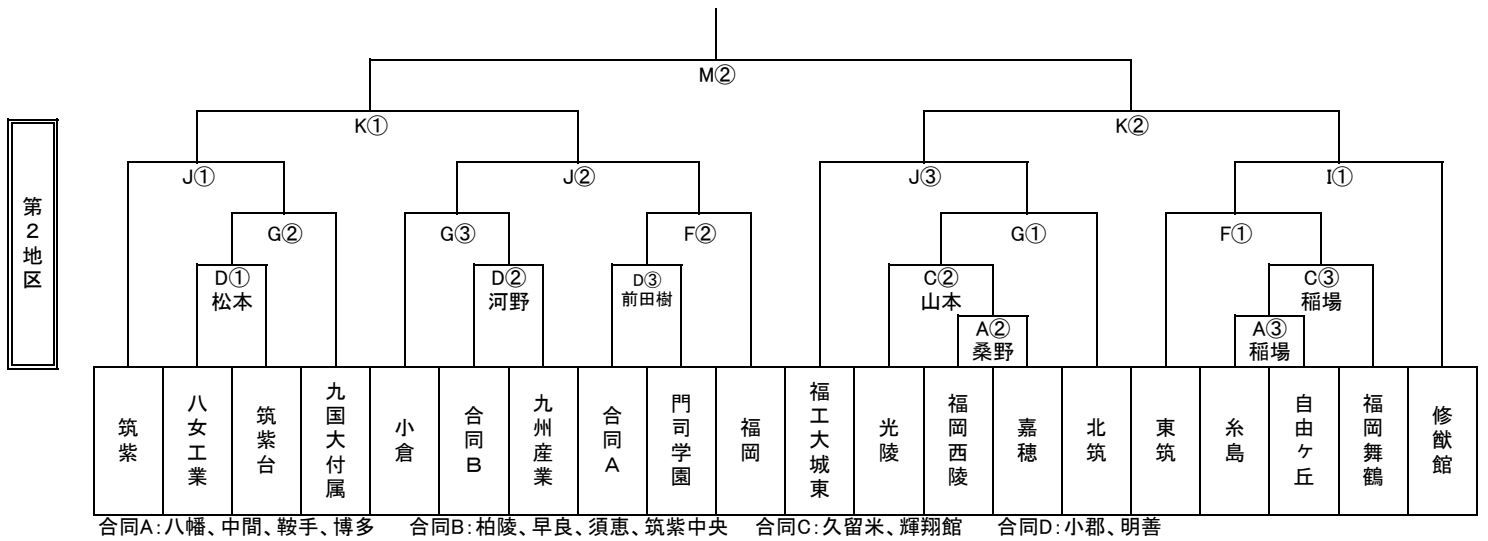 M②
K①
K②
J①
J②
J③
I①
第2地区
G②
G③
F②
G①
F①
D①
松本
D②
河野
D③
前田樹
C②
山本
C③
稲場
A②
桑野
A③
稲場
筑紫
八女工業
筑紫台
九国大付属
小倉
合同B
九州産業
合同A
門司学園
福岡
福工大城東
光陵
福岡西陵
嘉穂
北筑
東筑
糸島
自由ヶ丘
福岡舞鶴
修猷館
合同A:八幡、中間、鞍手、博多 合同B:柏陵、早良、須恵、筑紫中央 合同C:久留米、輝翔館 合同D:小郡、明善